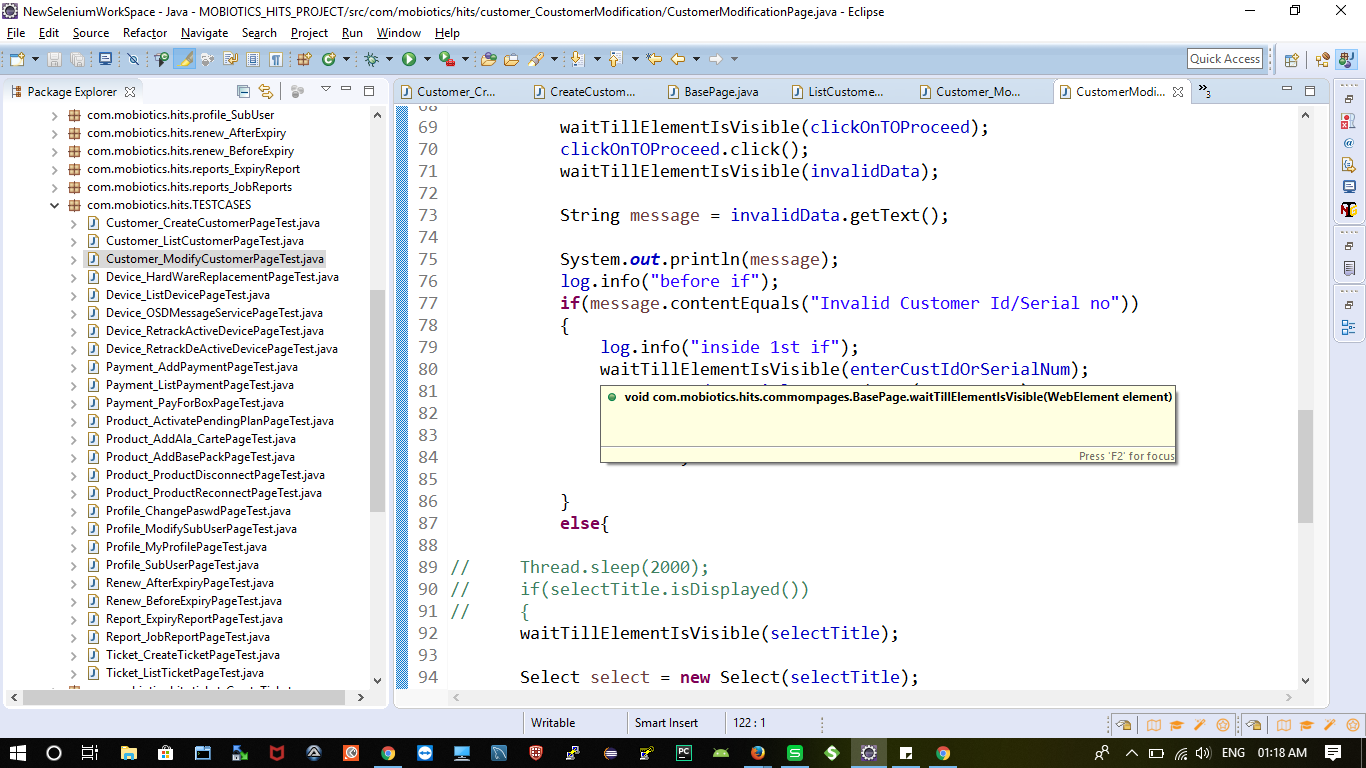 NewSeleniumWorkSpace - Java - MOBIOTICS_HITS_PROJECT/src/com/mobiotics/hits/customer_CoustomerModification/CustomerModificationPage.java - Eclipse
File Edit Source Refactor Navigate Search Project Run Window Help
Quick Access
Package Explorer
Customer_Cr... CreateCustom... BasePage.java ListCustome... Customer_Mo... CustomerModi... 3
com.mobiotics.hits.profile_SubUser
com.mobiotics.hits.renew_AfterExpiry
com.mobiotics.hits.renew_BeforeExpiry
com.mobiotics.hits.reports_ExpiryReport
com.mobiotics.hits.reports_JobReports
com.mobiotics.hits.TESTCASES
Customer_CreateCustomerPageTest.java
Customer_ListCustomerPageTest.java
Customer_ModifyCustomerPageTest.java
Device_HardWareReplacementPageTest.java
Device_ListDevicePageTest.java
Device_OSDMessageServicePageTest.java
Device_RetrackActiveDevicePageTest.java
Device_RetrackDeActiveDevicePageTest.java
Payment_AddPaymentPageTest.java
Payment_ListPaymentPageTest.java
Payment_PayForBoxPageTest.java
Product_ActivatePendingPlanPageTest.java
Product_AddAla_CartePageTest.java
Product_AddBasePackPageTest.java
Product_ProductDisconnectPageTest.java
Product_ProductReconnectPageTest.java
Profile_ChangePaswdPageTest.java
Profile_ModifySubUserPageTest.java
Profile_MyProfilePageTest.java
Profile_SubUserPageTest.java
Renew_AfterExpiryPageTest.java
Renew_BeforeExpiryPageTest.java
Report_ExpiryReportPageTest.java
Report_JobReportPageTest.java
Ticket_CreateTicketPageTest.java
Ticket_ListTicketPageTest.java
68
69 waitTillElementIsVisible(clickOnTOProceed);
70 clickOnTOProceed.click();
71 waitTillElementIsVisible(invalidData);
72
73 String message = invalidData.getText();
74
75 System.out.println(message);
76 log.info("before if");
77 if(message.contentEquals("Invalid Customer Id/Serial no"))
78 {
79 log.info("inside 1st if");
80 waitTillElementIsVisible(enterCustIdOrSerialNum);
81
void com.mobiotics.hits.commompages.BasePage.waitTillElementIsVisible(WebElement element)
82
83
84
Press 'F2' for focus
85
86 }
87 else{
88
89 // Thread.sleep(2000);
90 // if(selectTitle.isDisplayed())
91 // {
92 waitTillElementIsVisible(selectTitle);
93
94 Select select = new Select(selectTitle);
Writable Smart Insert 122 : 1
ENG 01:18 AM